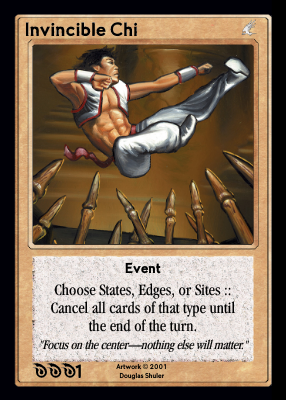 Invincible Chi
Event
Choose States, Edges, or Sites ::
Cancel all cards of that type until
the end of the turn.
"Focus on the center—nothing else will matter."
Artwork © 2001
Douglas Shuler